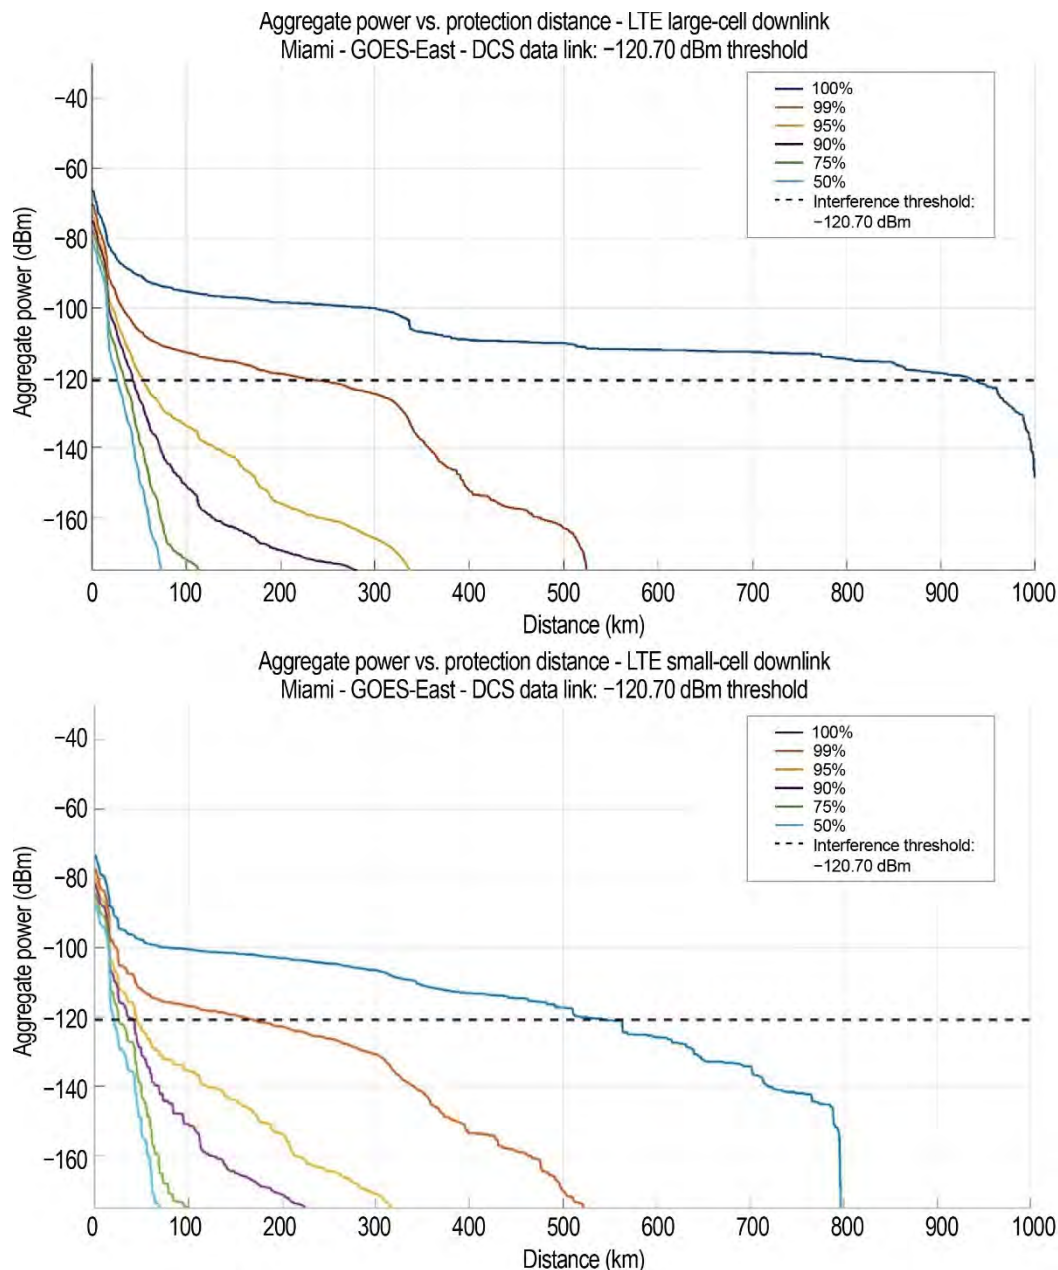 Aggregate power vs. protection distance - LTE large-cell downlink
Miami - GOES-East - DCS data link: −120.70 dBm threshold
100%
99%
95%
90%
75%
50%
Interference threshold:
−120.70 dBm
Aggregate power (dBm)
−40
−60
−80
−100
−120
−140
−160
0 100 200 300 400 500 600 700 800 900 1000
Distance (km)
Aggregate power vs. protection distance - LTE small-cell downlink
Miami - GOES-East - DCS data link: −120.70 dBm threshold
100%
99%
95%
90%
75%
50%
Interference threshold:
−120.70 dBm
Aggregate power (dBm)
−40
−60
−80
−100
−120
−140
−160
0 100 200 300 400 500 600 700 800 900 1000
Distance (km)